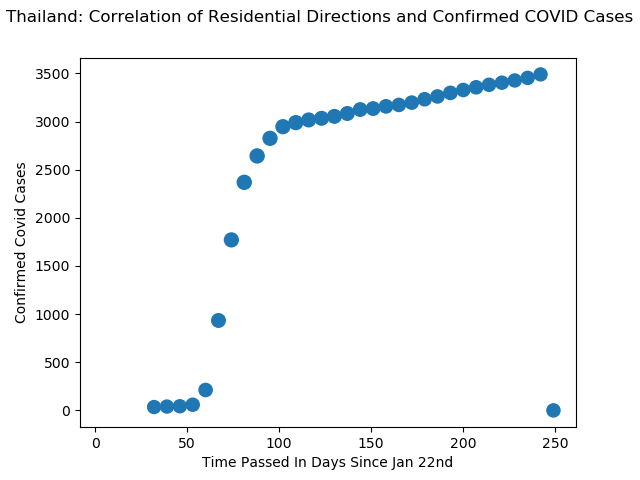 Thailand: Correlation of Residential Directions and Confirmed COVID Cases
3500
3000
2500
2000
1500
1000
500
0
Confirmed Covid Cases
0 50 100 150 200 250
Time Passed In Days Since Jan 22nd